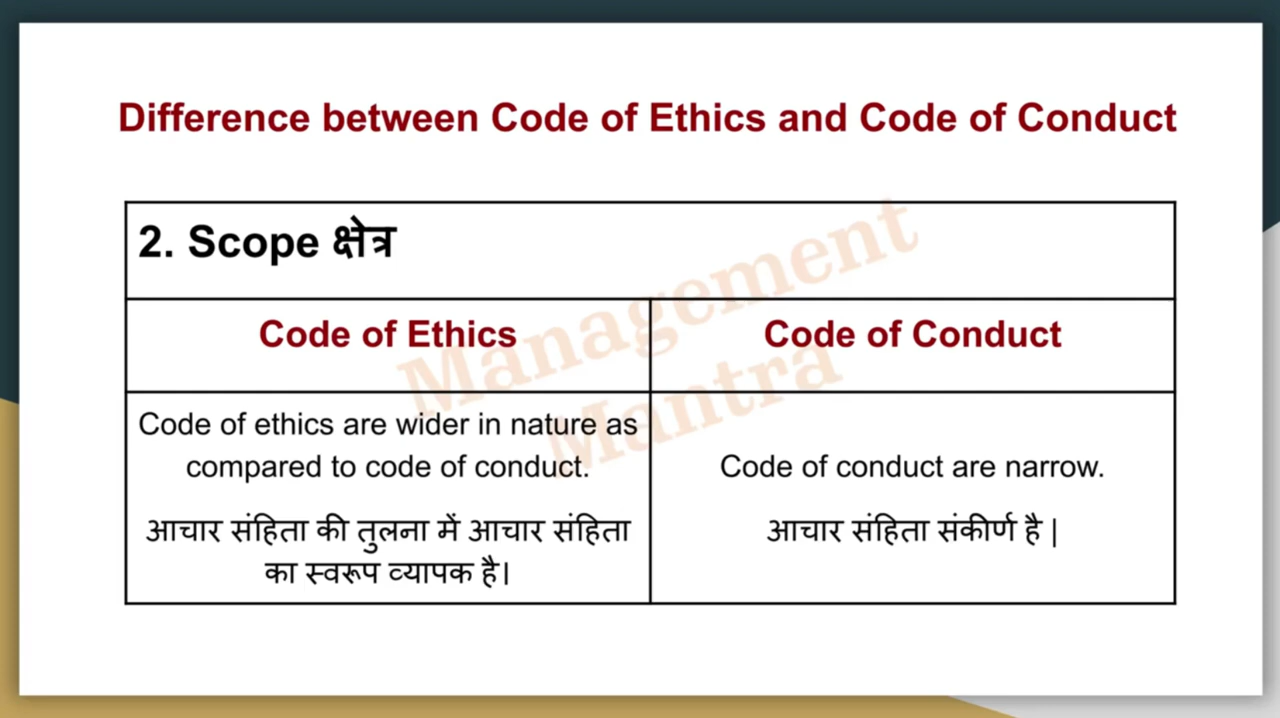 Difference between Code of Ethics and Code of Conduct
2. Scope क्षेत्र
Code of Ethics
Code of Conduct
Code of ethics are wider in nature as
compared to code of conduct.
आचार संहिता की तुलना में आचार संहिता
का स्वरूप व्यापक है।
Code of conduct are narrow.
आचार संहिता संकीर्ण है |
Management
Mantra